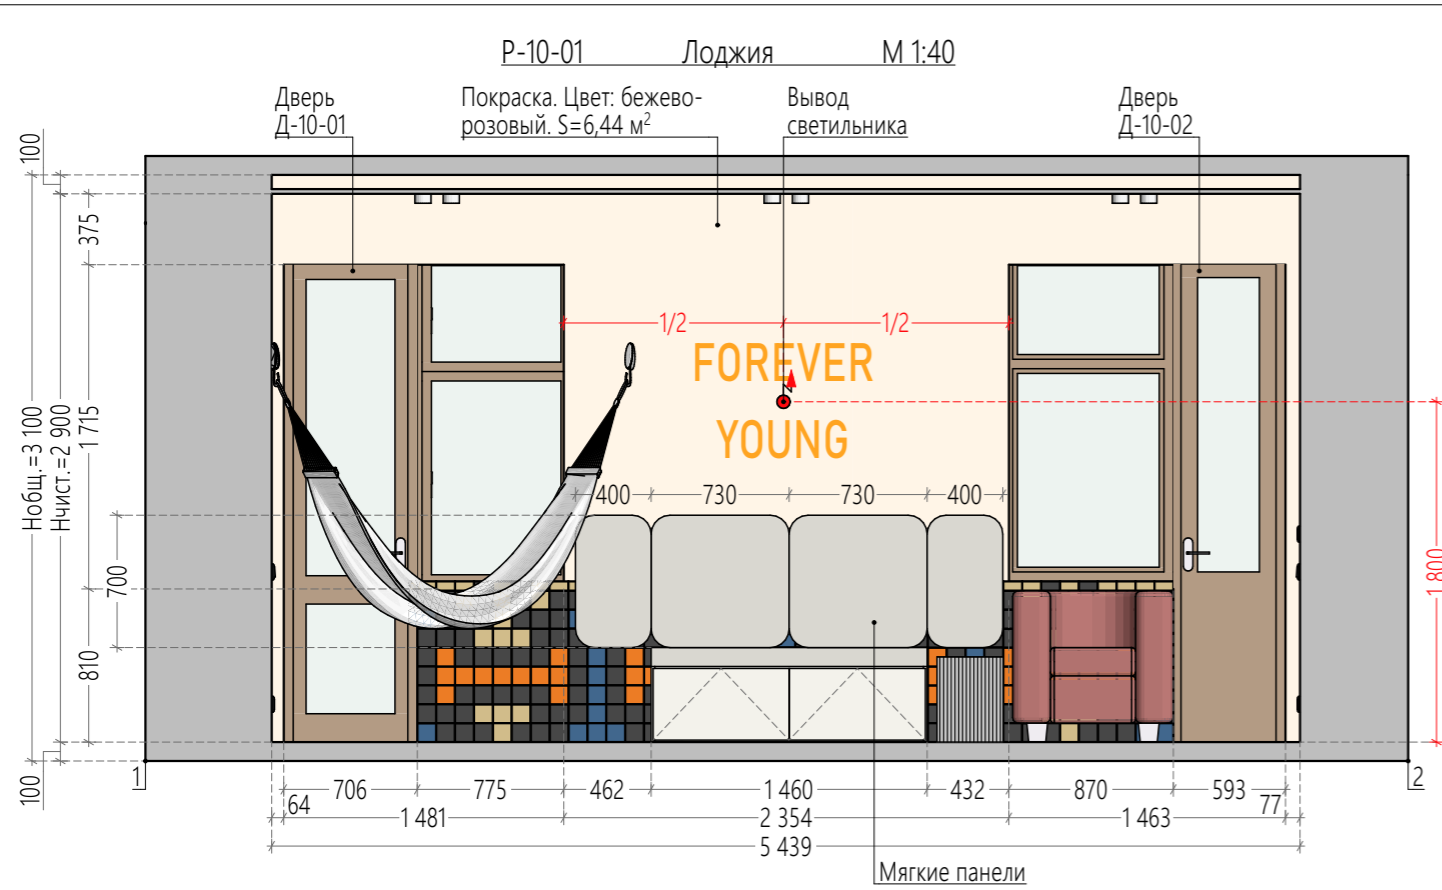 Р-10-01 Лоджия М 1:40
Дверь
Д-10-01
Покраска. Цвет: бежево-
розовый. S=6,44 м²
Вывод
светильника
Дверь
Д-10-02
100
375
1 715
810
700
Hобщ.=3 100
Hчист.=2 900
100
1/2 1/2
FOREVER
YOUNG
400 730 730 400
1 800
1 2
64 706 775 462 1 460 432 870 593 77
1 481 2 354 1 463
5 439
Мягкие панели